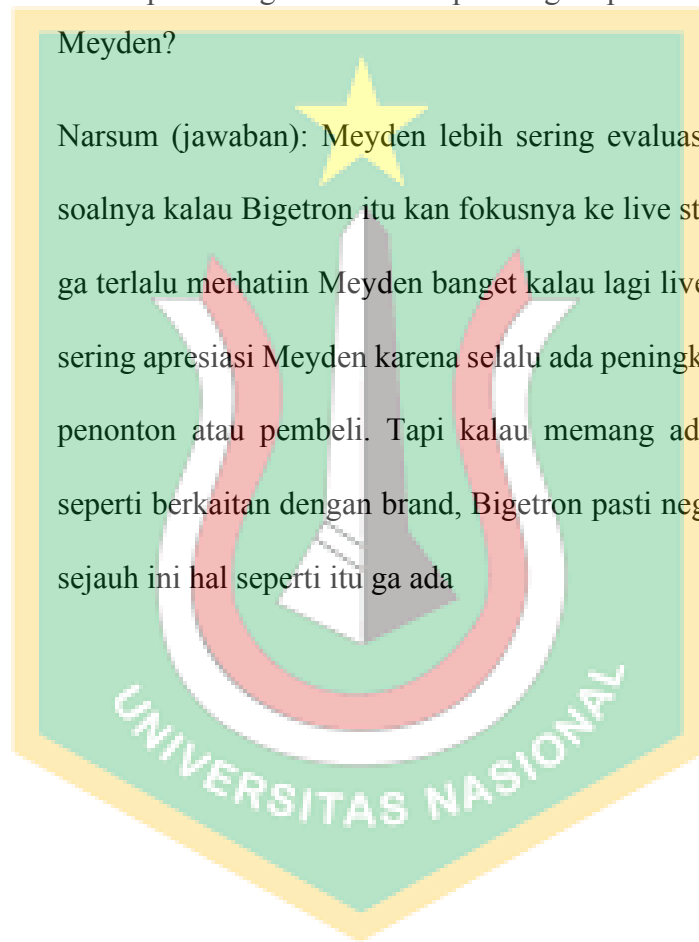 Meyden?
Narsum (jawaban): Meyden lebih sering evaluas
soalnya kalau Bigetron itu kan fokusnya ke live st
ga terlalu merhatiin Meyden banget kalau lagi live
sering apresiasi Meyden karena selalu ada peningk
penonton atau pembeli. Tapi kalau memang ad
seperti berkaitan dengan brand, Bigetron pasti neg
sejauh ini hal seperti itu ga ada
UNIVERSITAS NASIONAL